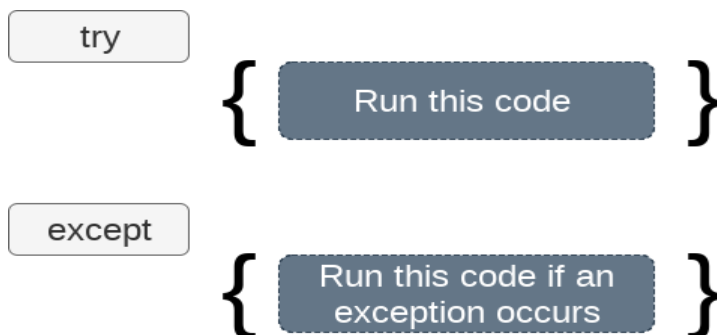 try
{ Run this code }
except
{ Run this code if an
exception occurs }